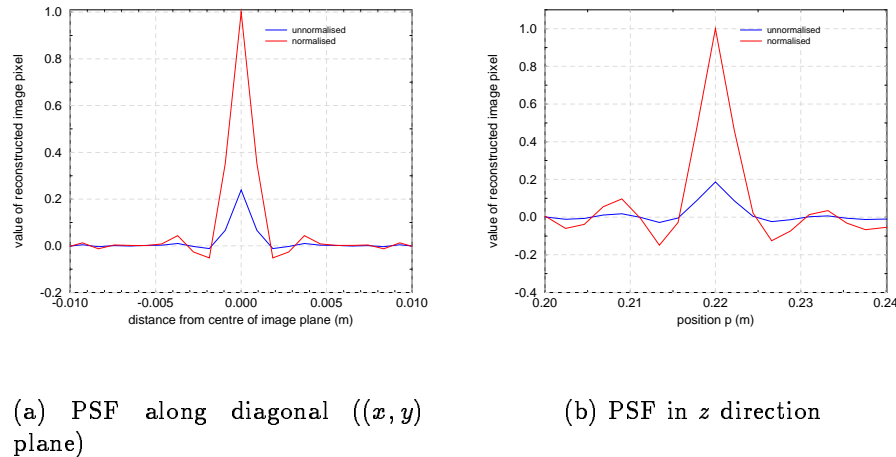 value of reconstructed image pixel
1.0
0.8
0.6
0.4
0.2
0.0
-0.2
-0.010
-0.005
0.000
0.005
0.010
distance from centre of image plane (m)
unnormalised
normalised
value of reconstructed image pixel
1.0
0.8
0.6
0.4
0.2
0.0
-0.2
-0.4
0.20
0.21
0.22
0.23
0.24
position p (m)
unnormalised
normalised
(a) PSF along diagonal ((x, y)
plane)
(b) PSF in z direction